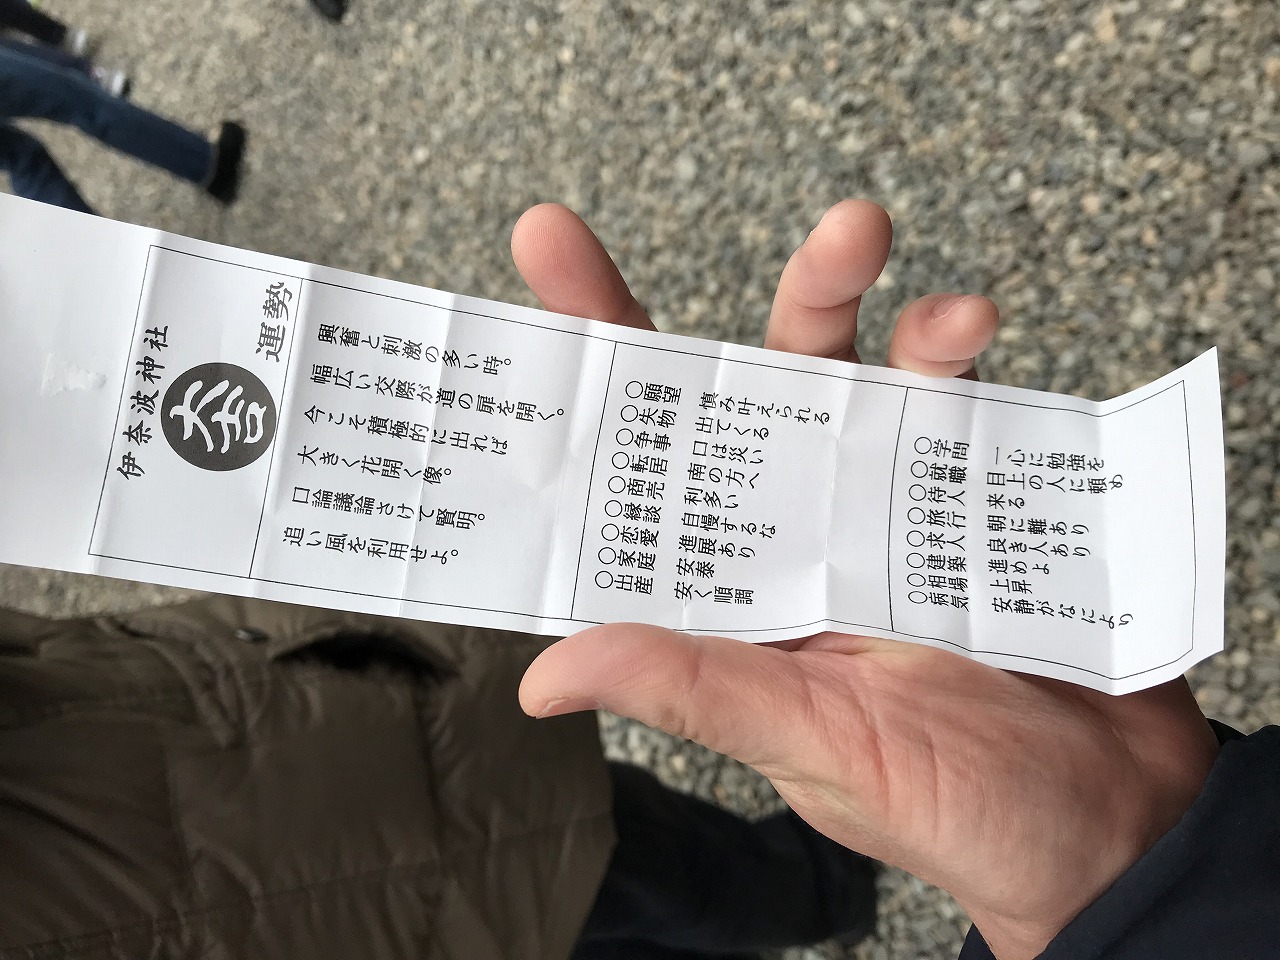 伊奈波神社
大吉
運勢
興奮と刺激の多い時。
幅広い交際が道の扉を開く。
今こそ積極的に出れば
大きく花開く像。
口論議論さけて賢明。
追い風を利用せよ。
○願望 慎み叶えられる
○失物 出てくる
○争事 口は災い
○転居 南の方へ
○商売 利多い
○縁談 自慢するな
○恋愛 進展あり
○家庭 安泰
○出産 安く順調
○学問 一心に勉強を
○就職 目上の人に頼め
○待人 来る
○旅行 朝に難あり
○求人 良き人あり
○建築 進めよ
○相場 上昇
○病気 安静がなにより